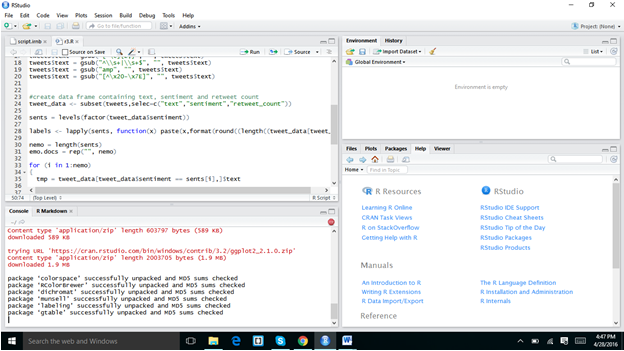 RStudio
File Edit Code View Plots Session Build Debug Tools Help
Go to file/function
Addins
Project: (None)
script.imb
r3.R
Source on Save
Run
Source
18
19 tweets$text = gsub("^\\s+|\\s+$", "", tweets$text)
20 tweets$text = gsub("amp", "", tweets$text)
21 tweets$text = gsub("[^\x20-\x7E]", "", tweets$text)
22
23 #create data frame containing text, sentiment and retweet count
24 tweet_data <- subset(tweets,selec=c("text","sentiment","retweet_count"))
25
26 sents = levels(factor(tweet_data$sentiment))
27
28 labels <- lapply(sents, function(x) paste(x,format(round((length((tweet_data[tweet_
29
30 nemo = length(sents)
31 emo.docs = rep("", nemo)
32
33 for (i in 1:nemo)
34 {
35 tmp = tweet_data[tweet_data$sentiment == sents[i],]$text
36
50:74 (Top Level) R Script
Console R Markdown
~/
Content type 'application/zip' length 603797 bytes (589 KB)
downloaded 589 KB
trying URL 'https://cran.rstudio.com/bin/windows/contrib/3.2/ggplot2_2.1.0.zip'
Content type 'application/zip' length 2003705 bytes (1.9 MB)
downloaded 1.9 MB
package 'colorspace' successfully unpacked and MD5 sums checked
package 'RColorBrewer' successfully unpacked and MD5 sums checked
package 'dichromat' successfully unpacked and MD5 sums checked
package 'munsell' successfully unpacked and MD5 sums checked
package 'labeling' successfully unpacked and MD5 sums checked
package 'gtable' successfully unpacked and MD5 sums checked
Environment History
Import Dataset
List
Global Environment
Environment is empty
Files Plots Packages Help Viewer
Home Find in Topic
R Resources
Learning R Online
CRAN Task Views
R on StackOverflow
Getting Help with R
RStudio
RStudio IDE Support
RStudio Cheat Sheets
RStudio Tip of the Day
RStudio Packages
RStudio Products
Manuals
An Introduction to R
Writing R Extensions
R Data Import/Export
The R Language Definition
R Installation and Administration
R Internals
Reference
Search the web and Windows
4:47 PM
4/28/2016